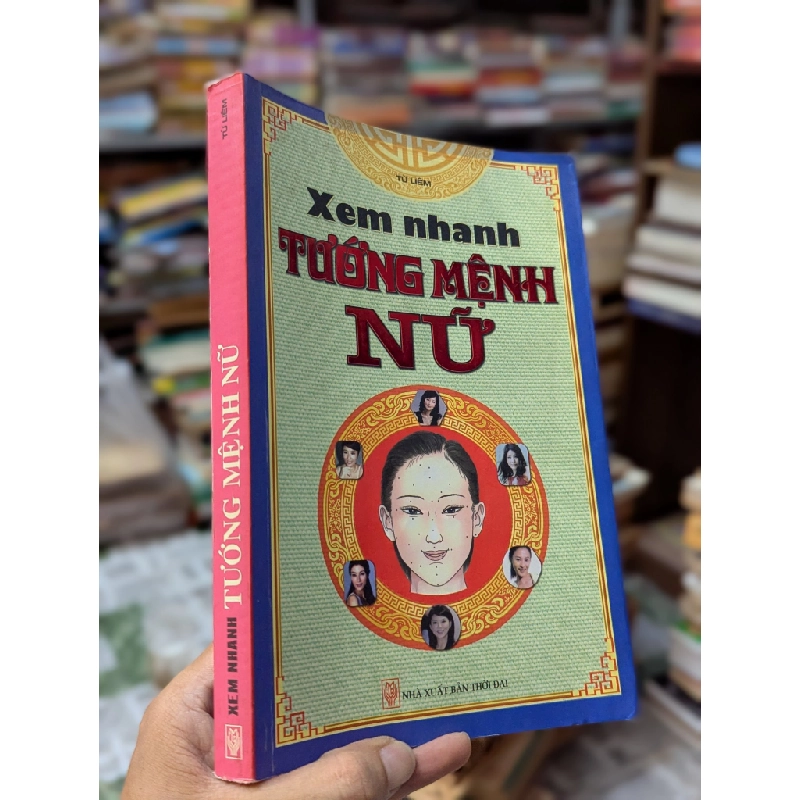 TỪ LIÊM
Xem nhanh
TƯỚNG MỆNH
NỮ
NHÀ XUẤT BẢN THỜI ĐẠI
TỪ LIÊM
XEM NHANH TƯỚNG MỆNH NỮ